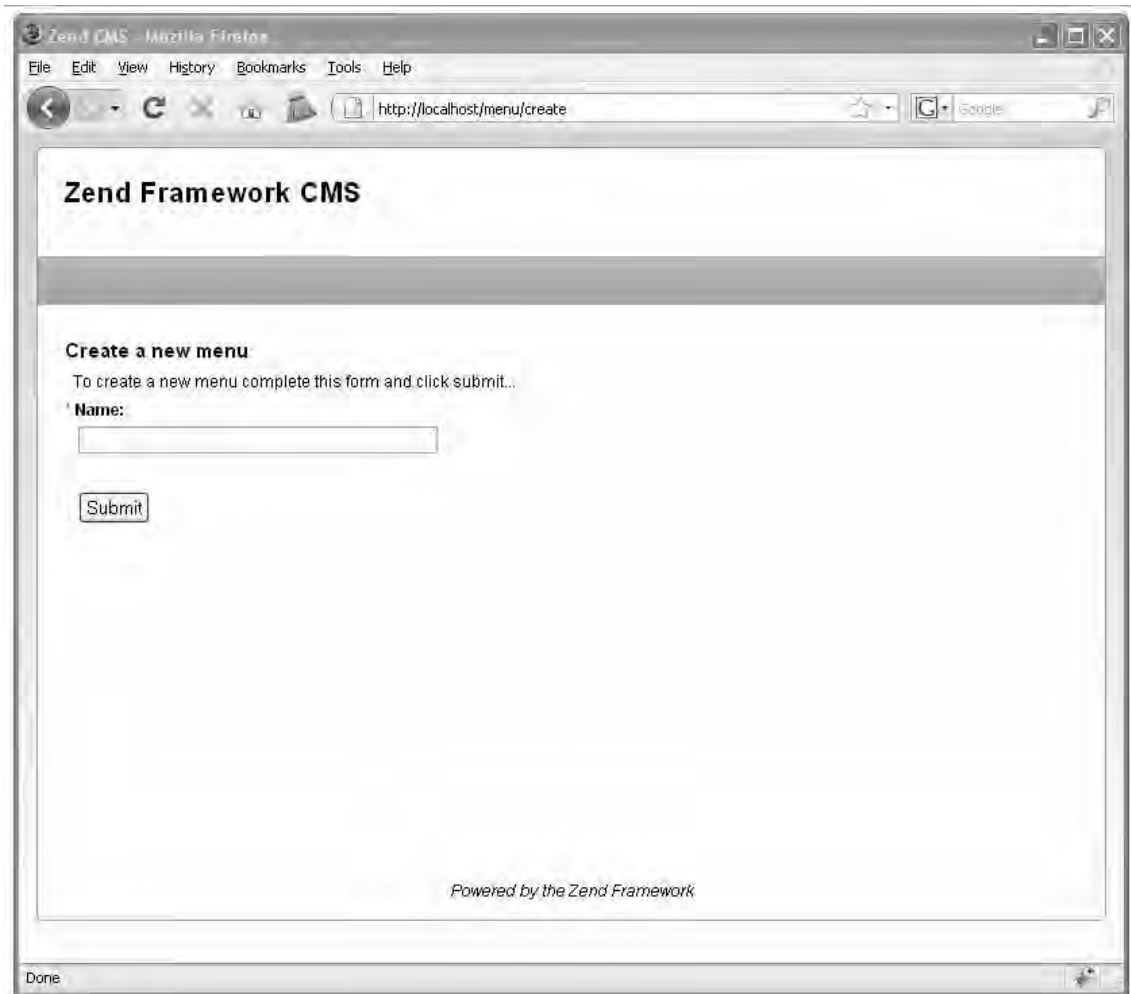 Zend CMS - Mozilla Firefox
File Edit View History Bookmarks Tools Help
http://localhost/menu/create
G Google
Zend Framework CMS
Create a new menu
To create a new menu complete this form and click submit...
* Name:
Submit
Powered by the Zend Framework
Done